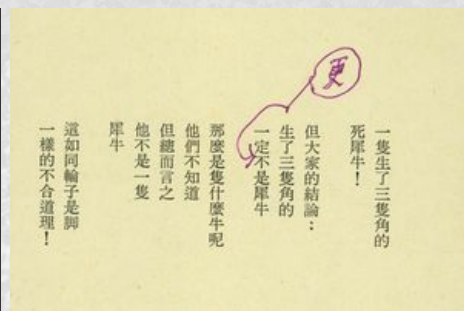 一隻生了三隻角的
死犀牛！
但大家的結論：
生了三隻角的
一定不是犀牛
更
那麼是隻什麼牛呢
他們不知道
但總而言之
他不是一隻
犀牛
這如同輪子是脚
一樣的不合道理！